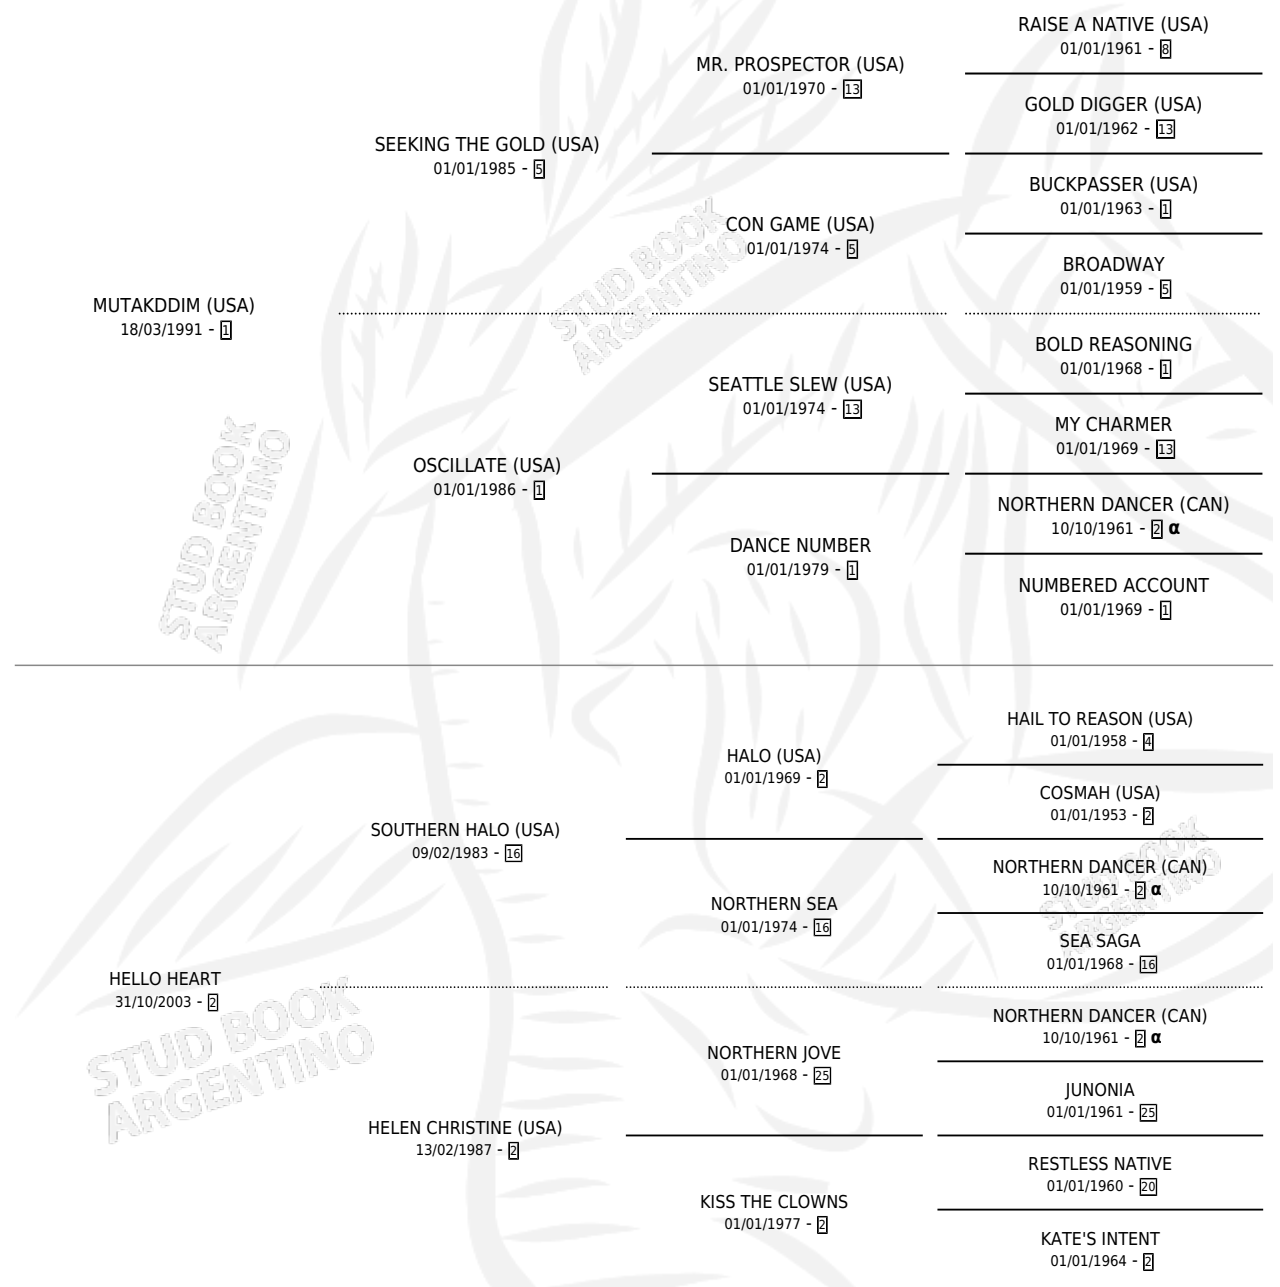 RAISE A NATIVE (USA)
01/01/1961 - 8
MR. PROSPECTOR (USA)
01/01/1970 - 13
GOLD DIGGER (USA)
01/01/1962 - 13
SEEKING THE GOLD (USA)
01/01/1985 - 5
BUCKPASSER (USA)
01/01/1963 - 1
CON GAME (USA)
01/01/1974 - 5
BROADWAY
01/01/1959 - 5
STUD BOOK
ARGENTINO
MUTAKDDIM (USA)
18/03/1991 - 1
BOLD REASONING
01/01/1968 - 1
SEATTLE SLEW (USA)
01/01/1974 - 13
MY CHARMER
01/01/1969 - 13
STUD BOOK
ARGENTINO
OSCILLATE (USA)
01/01/1986 - 1
NORTHERN DANCER (CAN)
10/10/1961 - 2 α
DANCE NUMBER
01/01/1979 - 1
NUMBERED ACCOUNT
01/01/1969 - 1
HAIL TO REASON (USA)
01/01/1958 - 4
HALO (USA)
01/01/1969 - 2
COSMAH (USA)
01/01/1953 - 2
SOUTHERN HALO (USA)
09/02/1983 - 16
STUD BOOK
ARGENTINO
NORTHERN DANCER (CAN)
10/10/1961 - 2 α
NORTHERN SEA
01/01/1974 - 16
SEA SAGA
01/01/1968 - 16
HELLO HEART
31/10/2003 - 2
STUD BOOK
ARGENTINO
NORTHERN DANCER (CAN)
10/10/1961 - 2 α
NORTHERN JOVE
01/01/1968 - 25
JUNONIA
01/01/1961 - 25
HELEN CHRISTINE (USA)
13/02/1987 - 2
RESTLESS NATIVE
01/01/1960 - 20
KISS THE CLOWNS
01/01/1977 - 2
KATE'S INTENT
01/01/1964 - 2